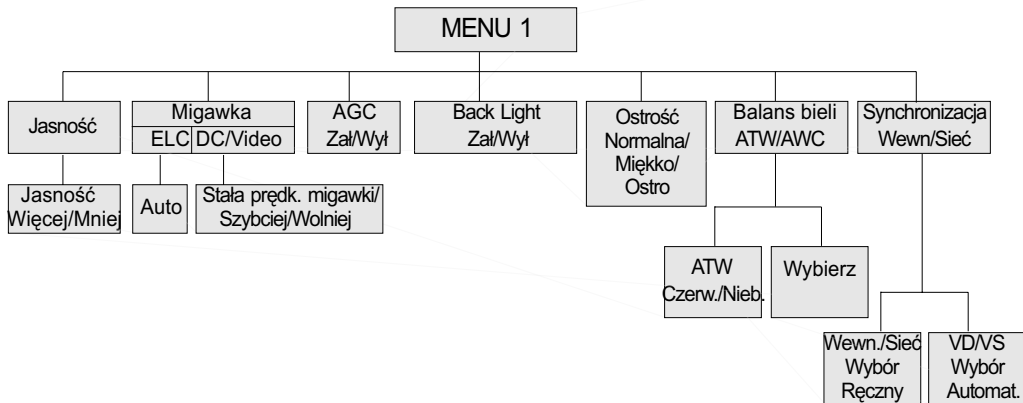 MENU 1
Jasność
Migawka
ELC DC/Video
AGC
Zał/Wył
Back Light
Zał/Wył
Ostrość
Normalna/
Miękko/
Ostro
Balans bieli
ATW/AWC
Synchronizacja
Wewn/Sieć
Jasność
Więcej/Mniej
Auto
Stała prędk. migawki/
Szybciej/Wolniej
ATW
Czerw./Nieb.
Wybierz
Wewn./Sieć
Wybór
Ręczny
VD/VS
Wybór
Automat.